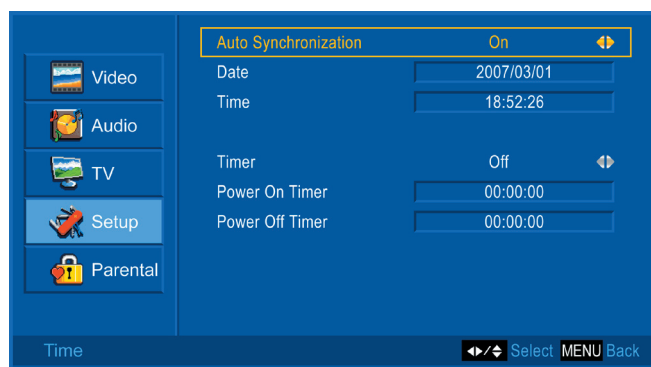 Video
Audio
TV
Setup
Parental
Auto Synchronization On
Date 2007/03/01
Time 18:52:26
Timer Off
Power On Timer 00:00:00
Power Off Timer 00:00:00
Time
Select MENU Back